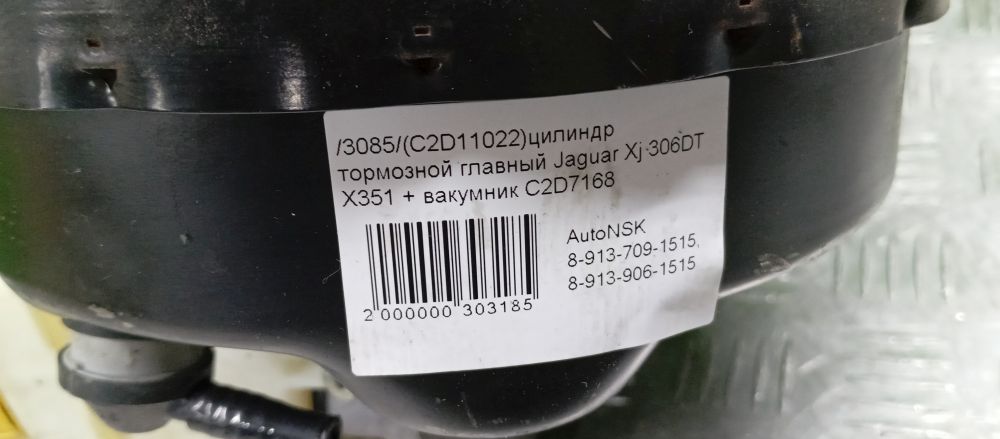 /3085/(C2D11022)цилиндр
тормозной главный Jaguar Xj 306DT
X351 + вакумник C2D7168
AutoNSK
8-913-709-1515,
8-913-906-1515
2 000000 303185